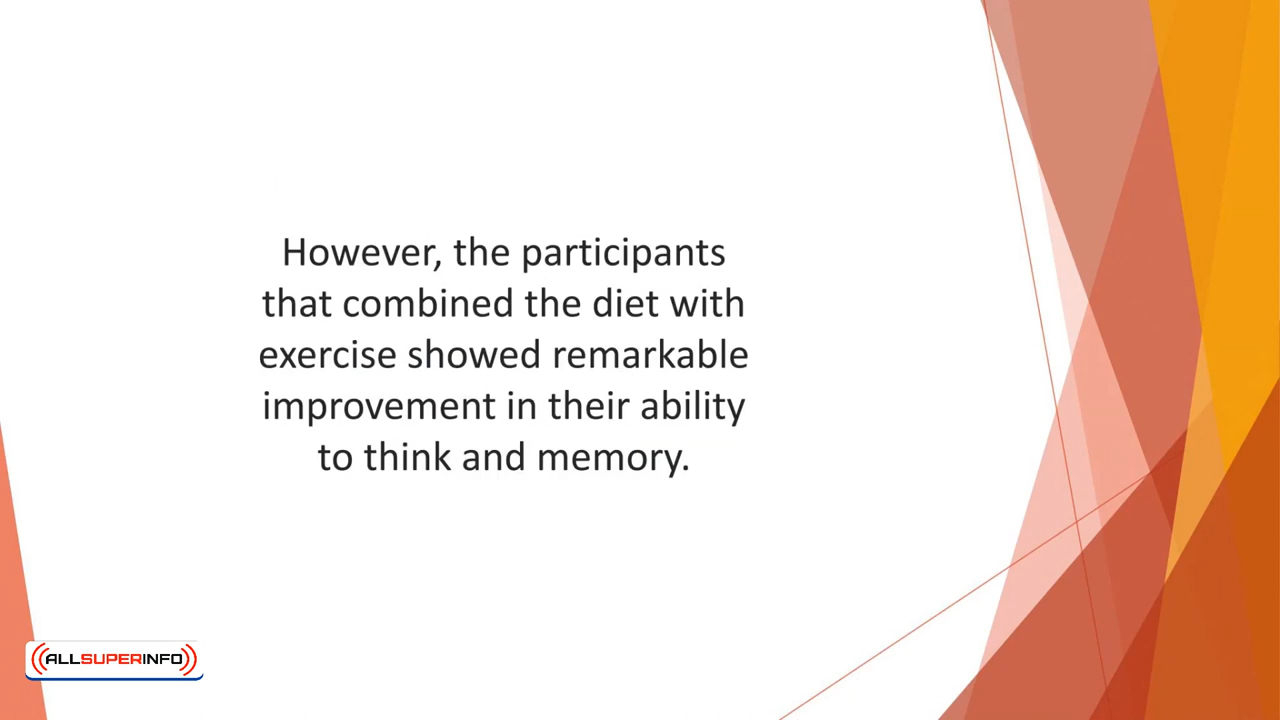 However, the participants
that combined the diet with
exercise showed remarkable
improvement in their ability
to think and memory.
ALLSUPERINFO